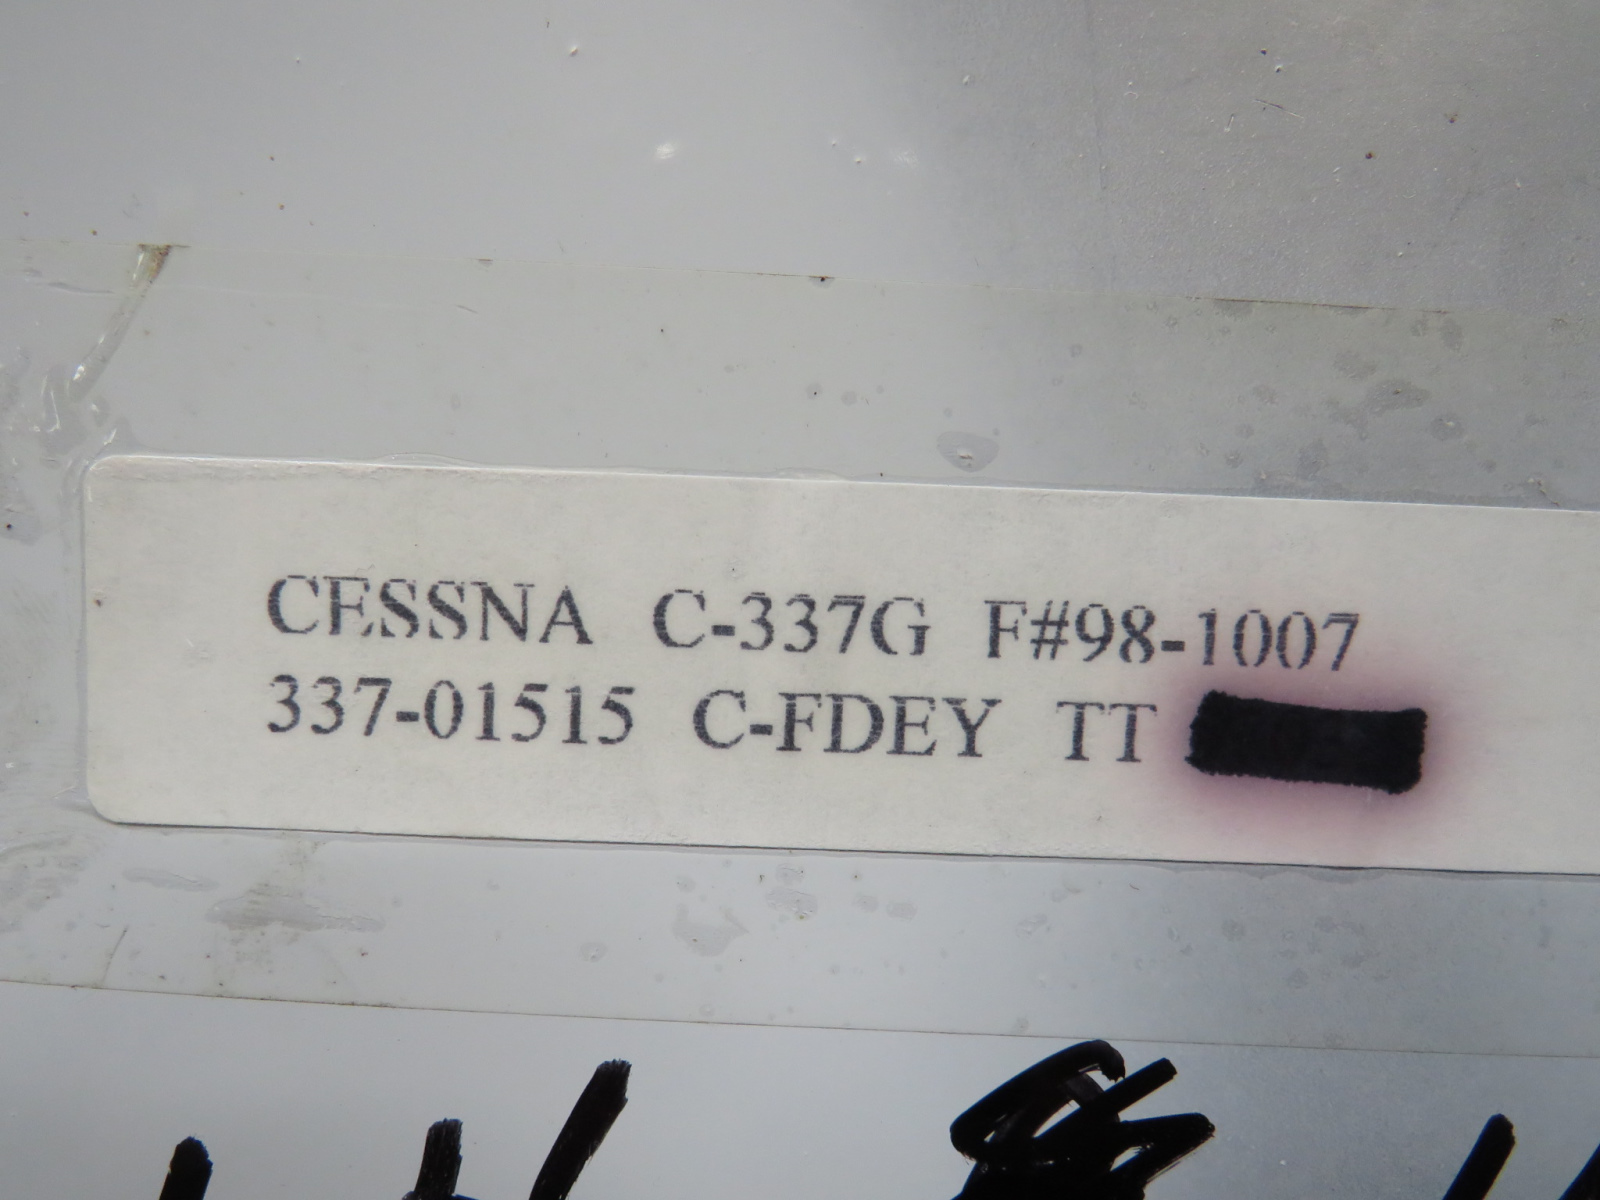 CESSNA C-337G F#98-1007
337-01515 C-FDEY TT